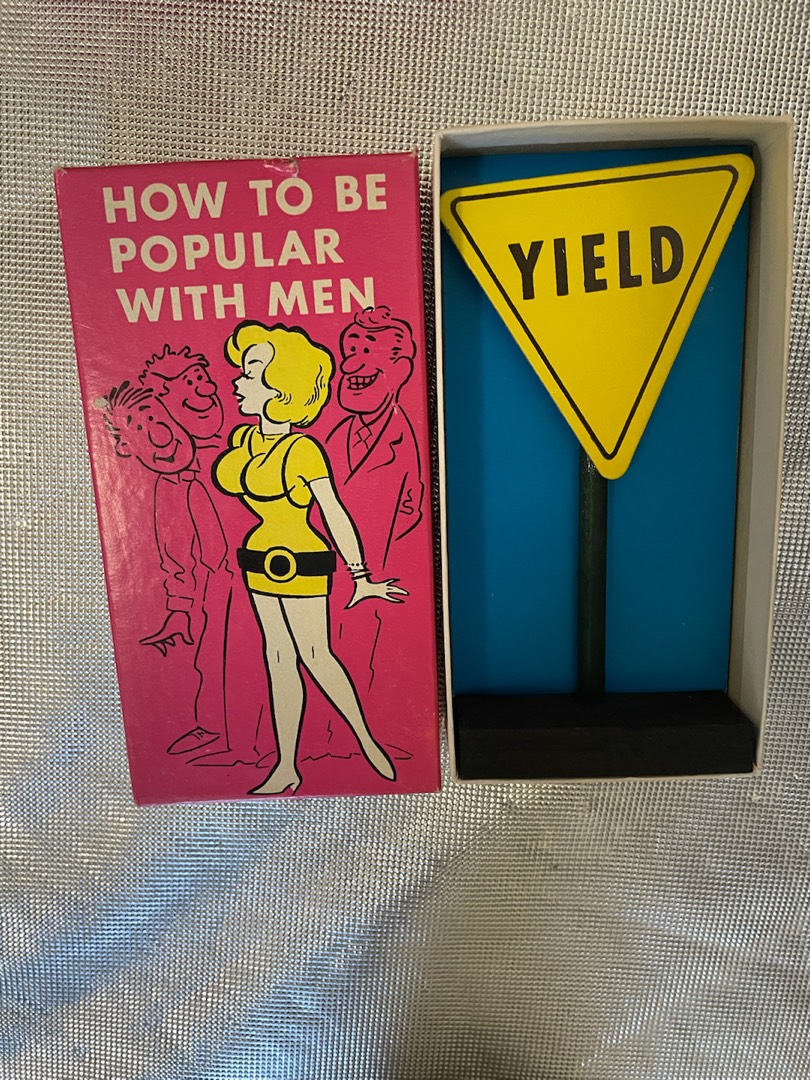 HOW TO BE
POPULAR
WITH MEN
YIELD